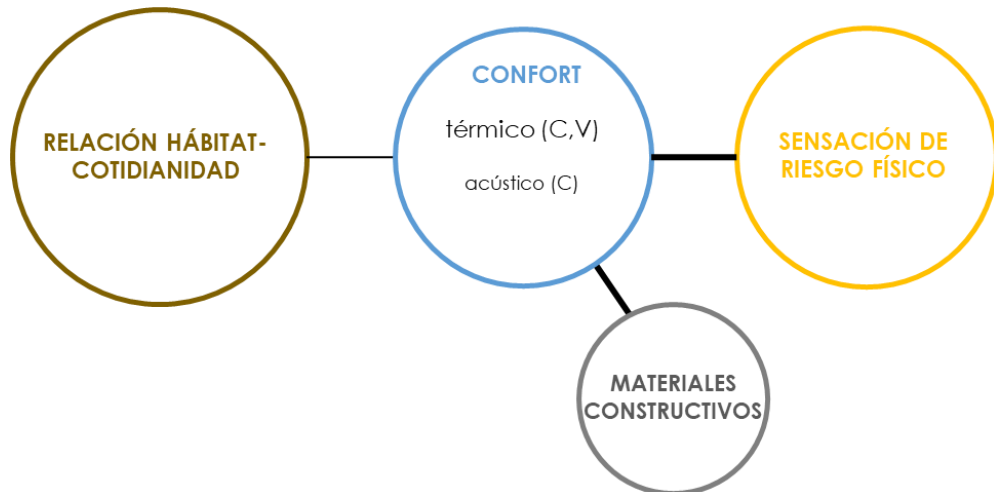 RELACIÓN HÁBITAT-
COTIDIANIDAD
CONFORT
térmico (C,V)
acústico (C)
SENSACIÓN DE
RIESGO FÍSICO
MATERIALES
CONSTRUCTIVOS